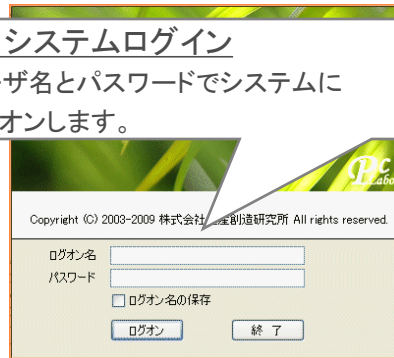 システムログイン
ーザ名とパスワードでシステムに
オンします。
Pc
Labo
Copyright (C) 2003-2009 株式会社 産創造研究所 All rights reserved.
ログオン名
パスワード
ログオン名の保存
ログオン
終 了